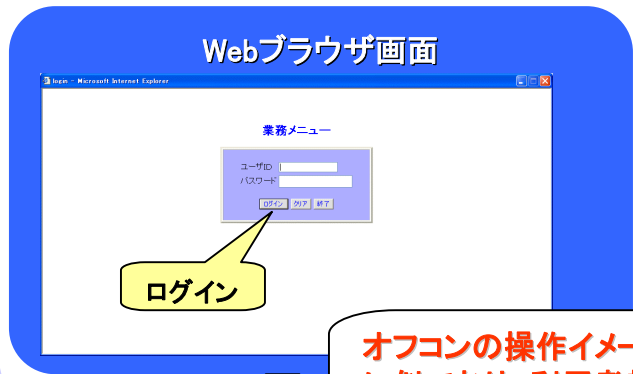 Webブラウザ画面
login - Microsoft Internet Explorer
業務メニュー
ユーザID
パスワード
ログイン クリア 終了
ログイン
オフコンの操作イメー